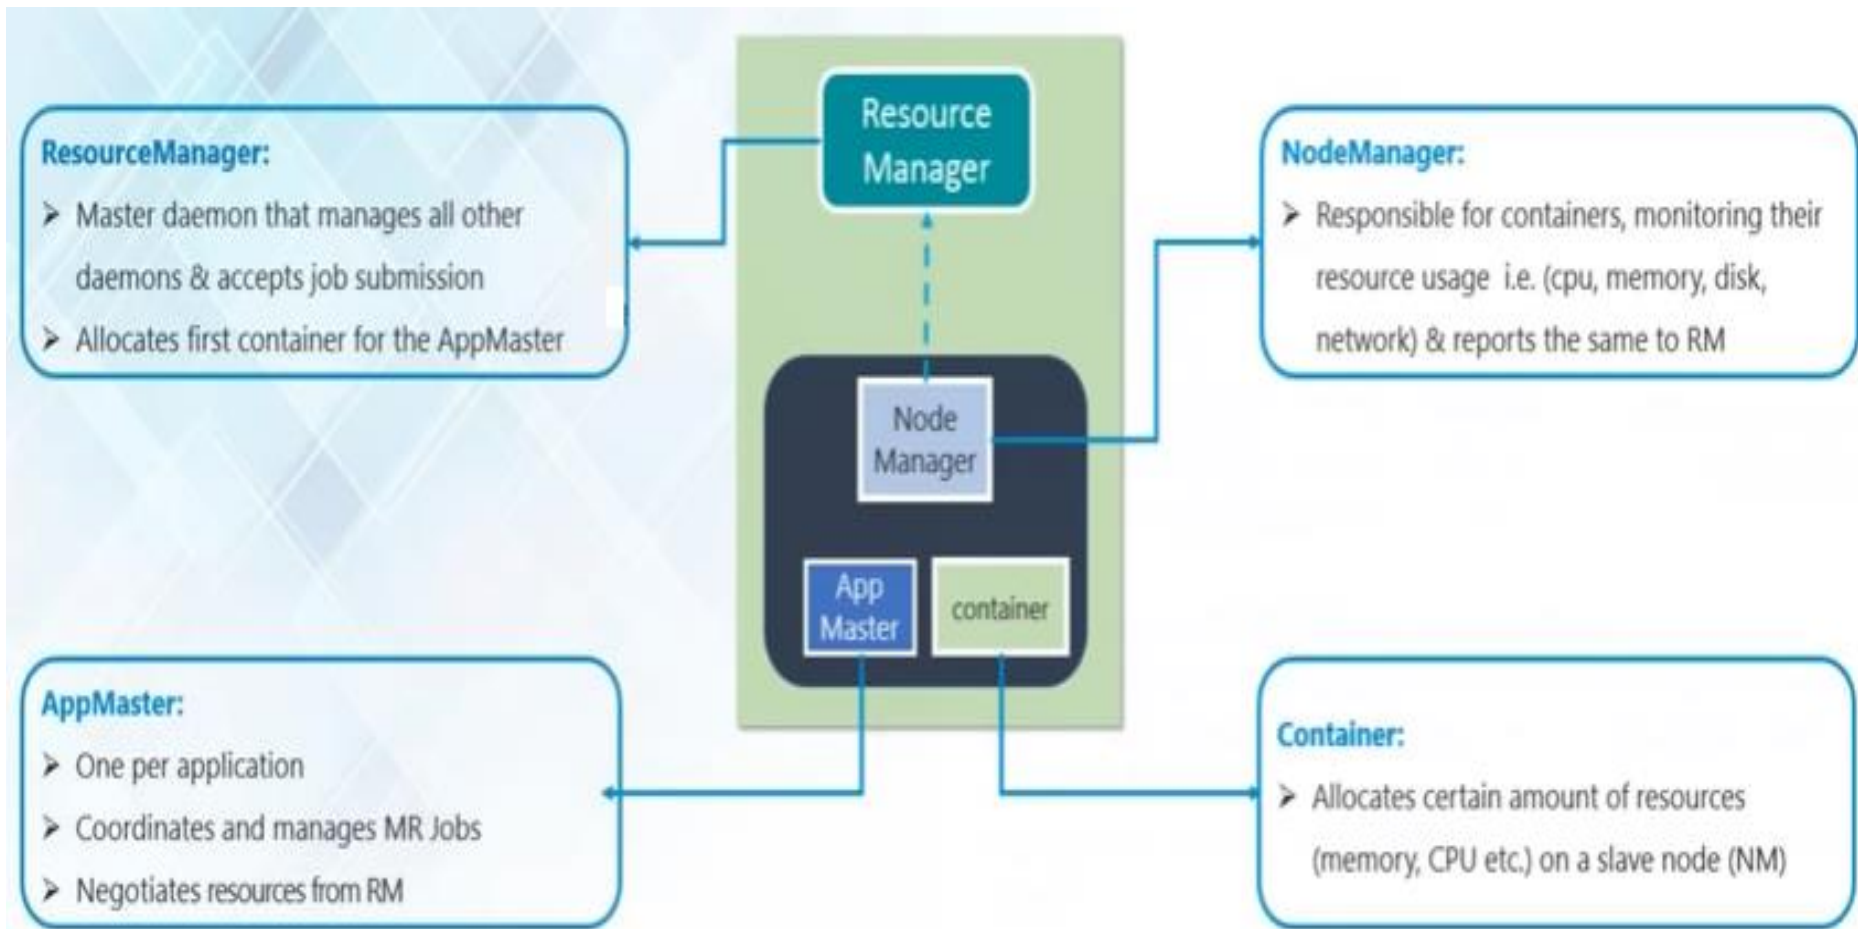 ResourceManager:
➤ Master daemon that manages all other
daemons & accepts job submission
➤ Allocates first container for the AppMaster
Resource
Manager
Node
Manager
App
Master
container
NodeManager:
➤ Responsible for containers, monitoring their
resource usage i.e. (cpu, memory, disk,
network) & reports the same to RM
AppMaster:
➤ One per application
➤ Coordinates and manages MR Jobs
➤ Negotiates resources from RM
Container:
➤ Allocates certain amount of resources
(memory, CPU etc.) on a slave node (NM)